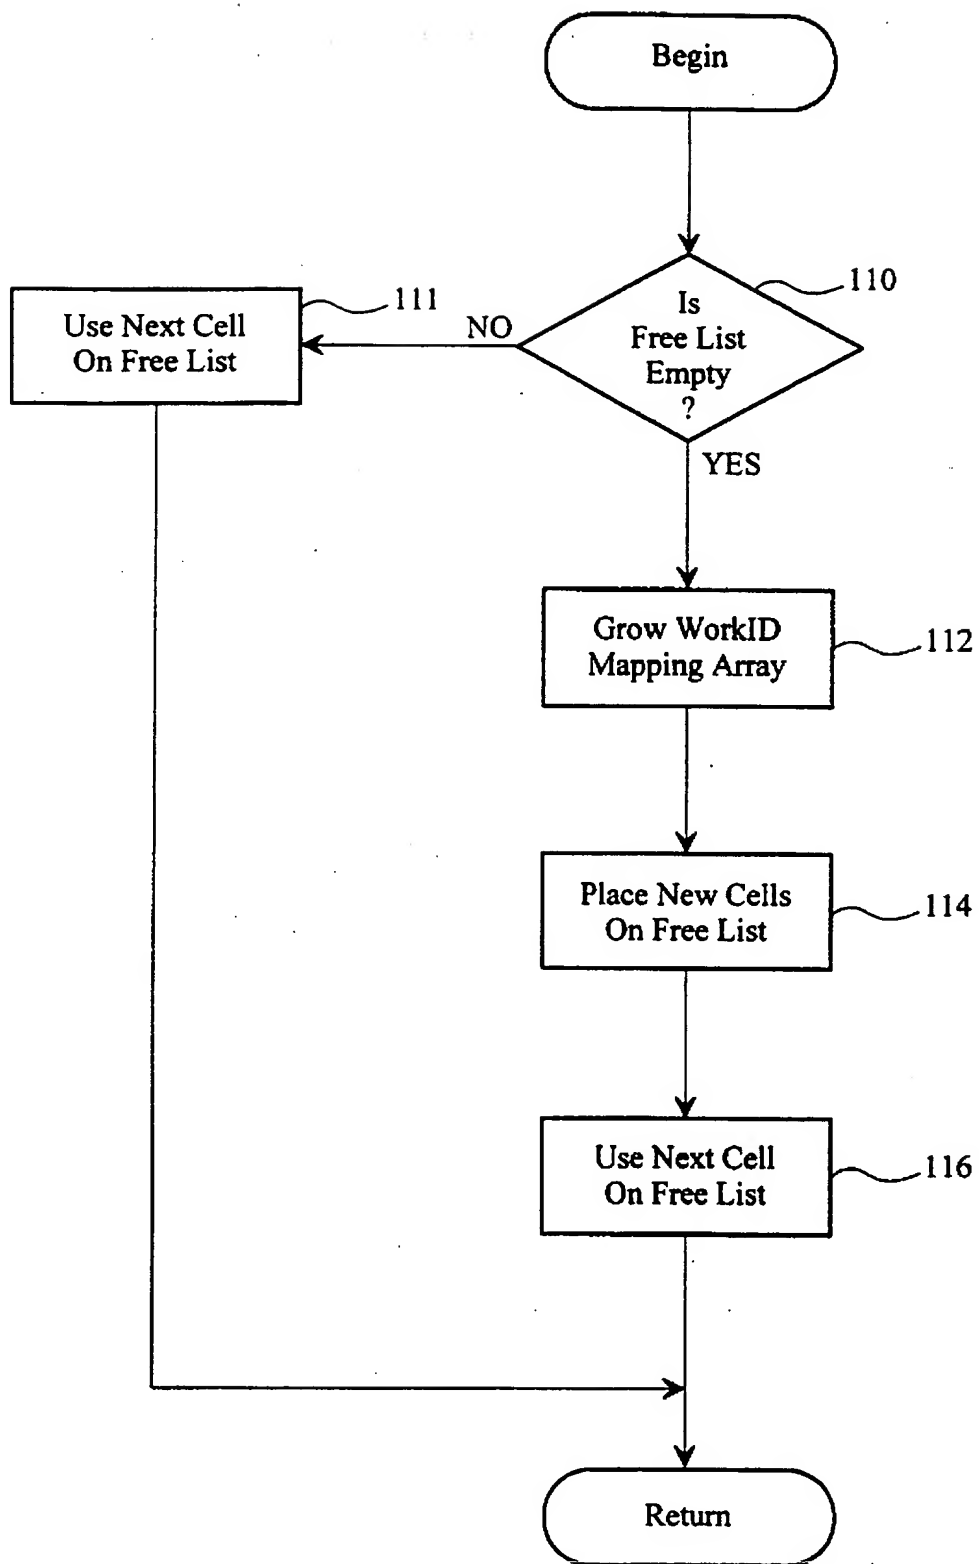 Begin
110
Is
Free List
Empty
?
NO
YES
111
Use Next Cell
On Free List
Grow WorkID
Mapping Array
112
Place New Cells
On Free List
114
Use Next Cell
On Free List
116
Return